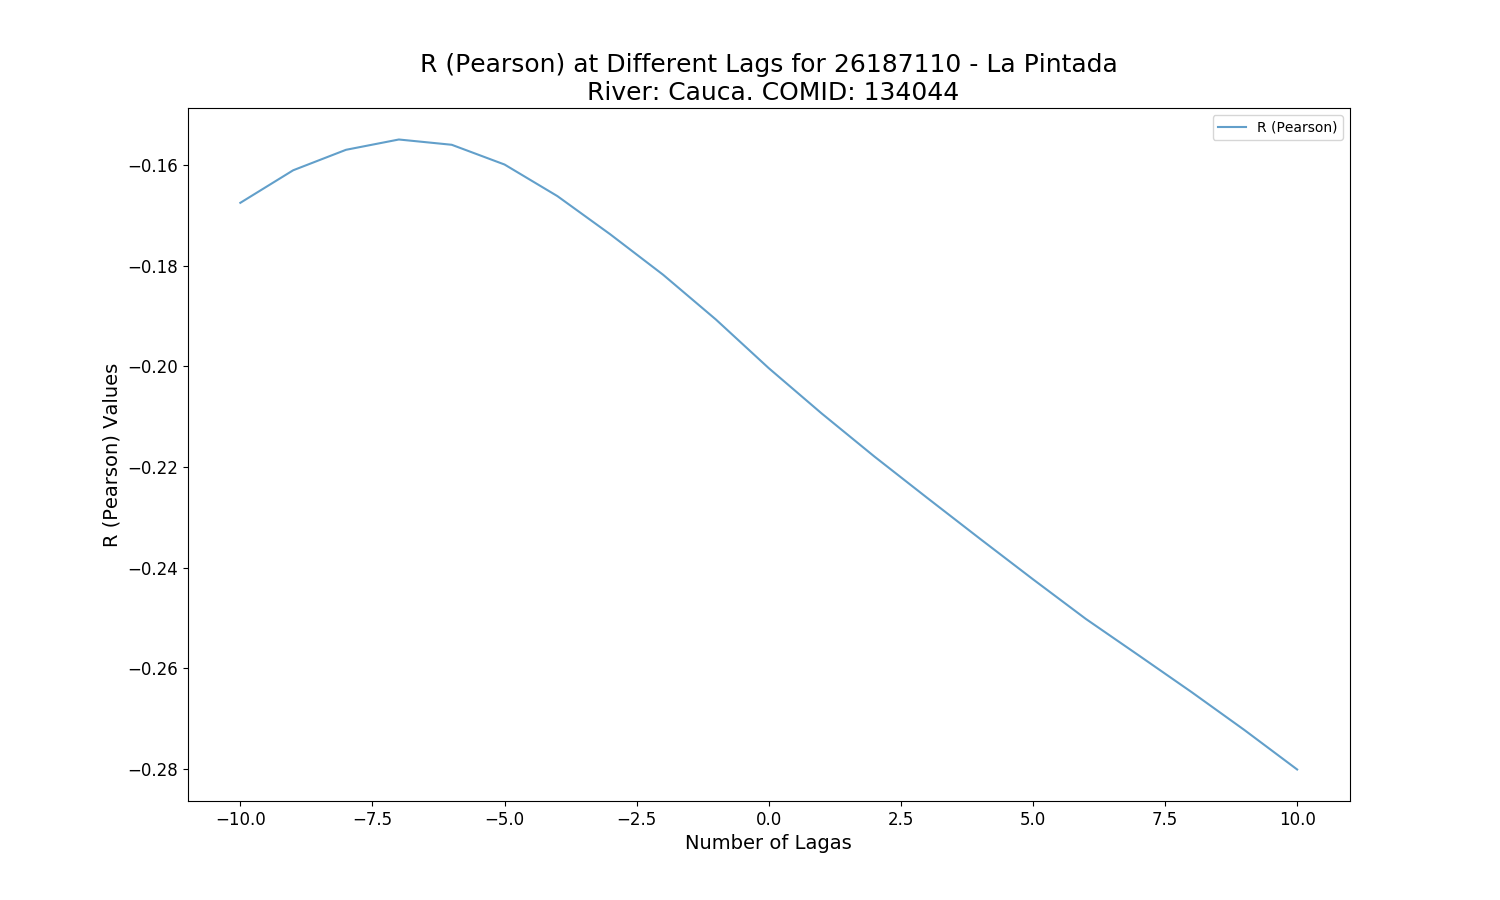 R (Pearson) at Different Lags for 26187110 - La Pintada
River: Cauca. COMID: 134044
R (Pearson)
R (Pearson) Values
−0.16
−0.18
−0.20
−0.22
−0.24
−0.26
−0.28
−10.0 −7.5 −5.0 −2.5 0.0 2.5 5.0 7.5 10.0
Number of Lagas